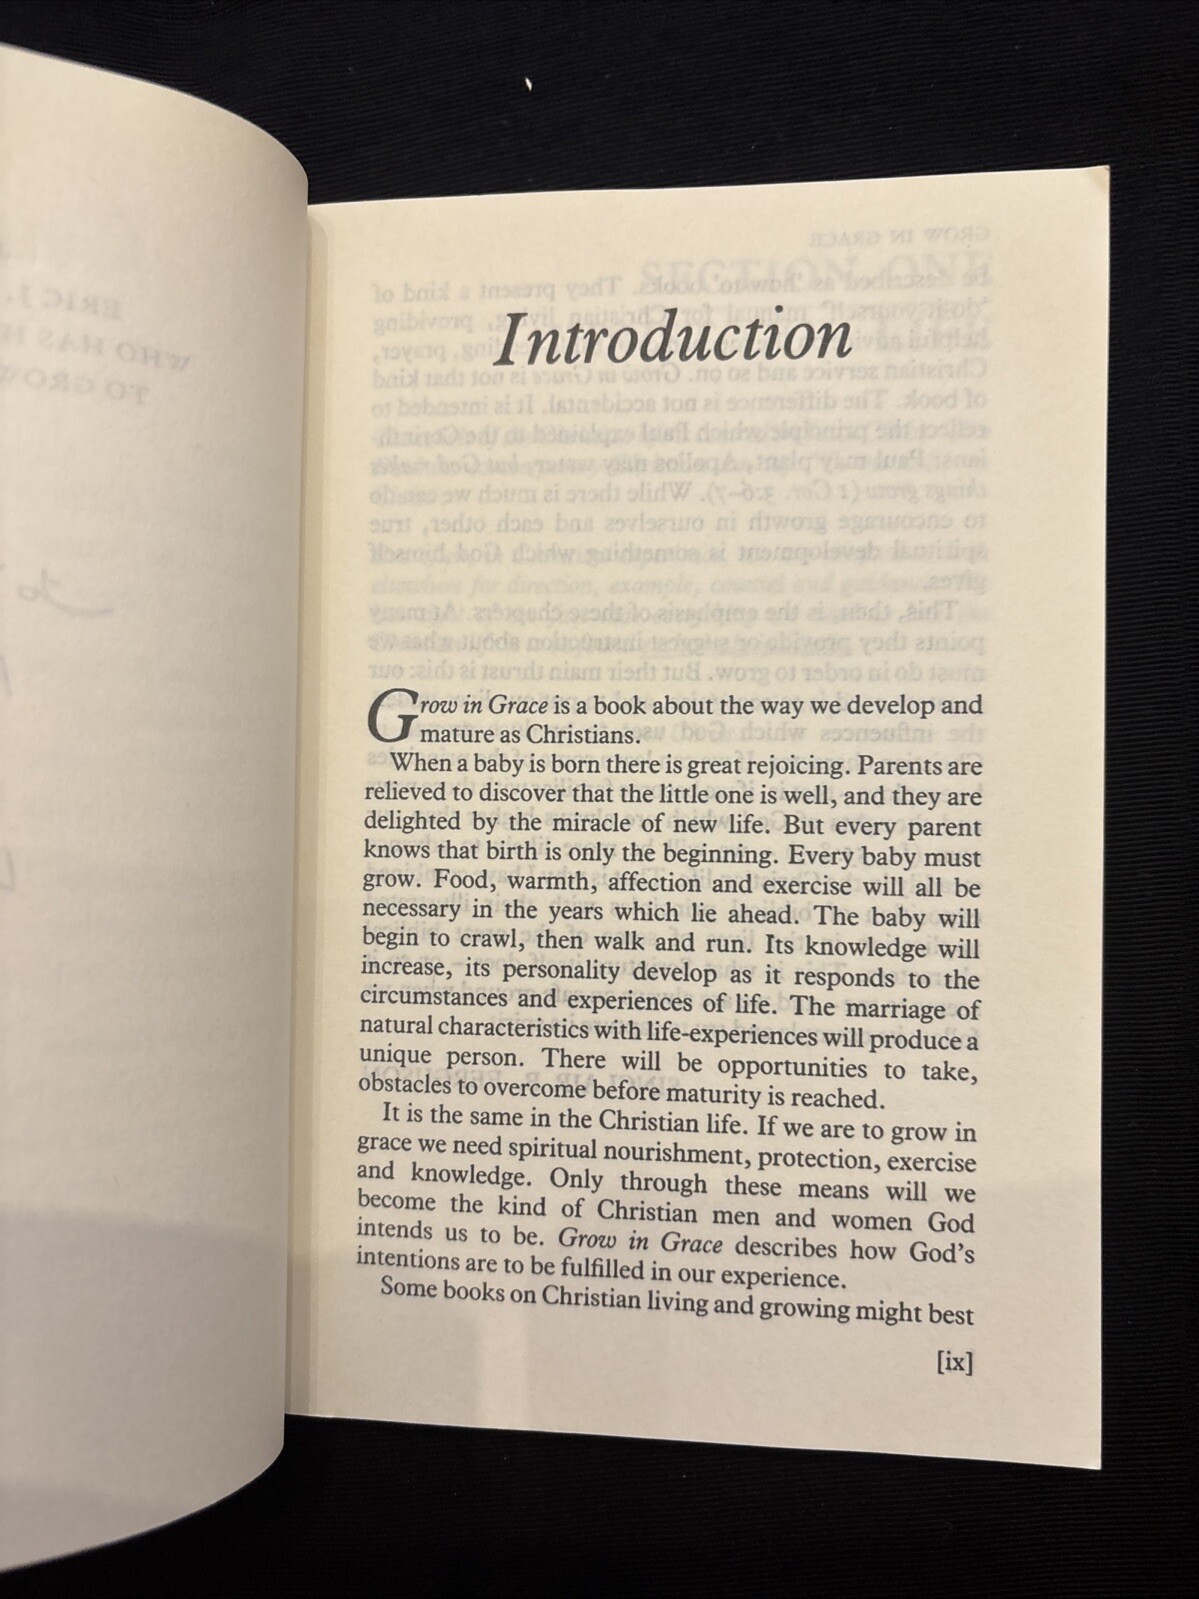 Introduction
Grow in Grace is a book about the way we develop and
mature as Christians.
When a baby is born there is great rejoicing. Parents are
relieved to discover that the little one is well, and they are
delighted by the miracle of new life. But every parent
knows that birth is only the beginning. Every baby must
grow. Food, warmth, affection and exercise will all be
necessary in the years which lie ahead. The baby will
begin to crawl, then walk and run. Its knowledge will
increase, its personality develop as it responds to the
circumstances and experiences of life. The marriage of
natural characteristics with life-experiences will produce a
unique person. There will be opportunities to take,
obstacles to overcome before maturity is reached.
It is the same in the Christian life. If we are to grow in
grace we need spiritual nourishment, protection, exercise
and knowledge. Only through these means will we
become the kind of Christian men and women God
intends us to be. Grow in Grace describes how God's
intentions are to be fulfilled in our experience.
Some books on Christian living and growing might best
[ix]